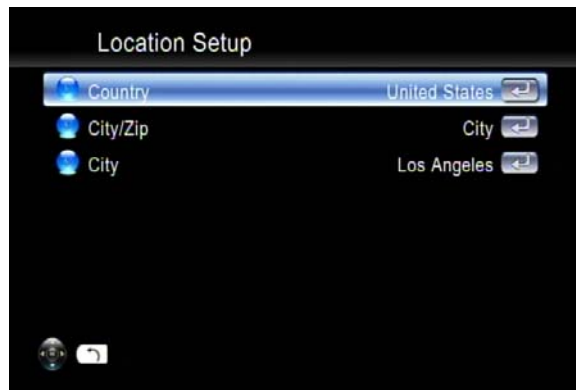 Location Setup
Country United States
City/Zip City
City Los Angeles